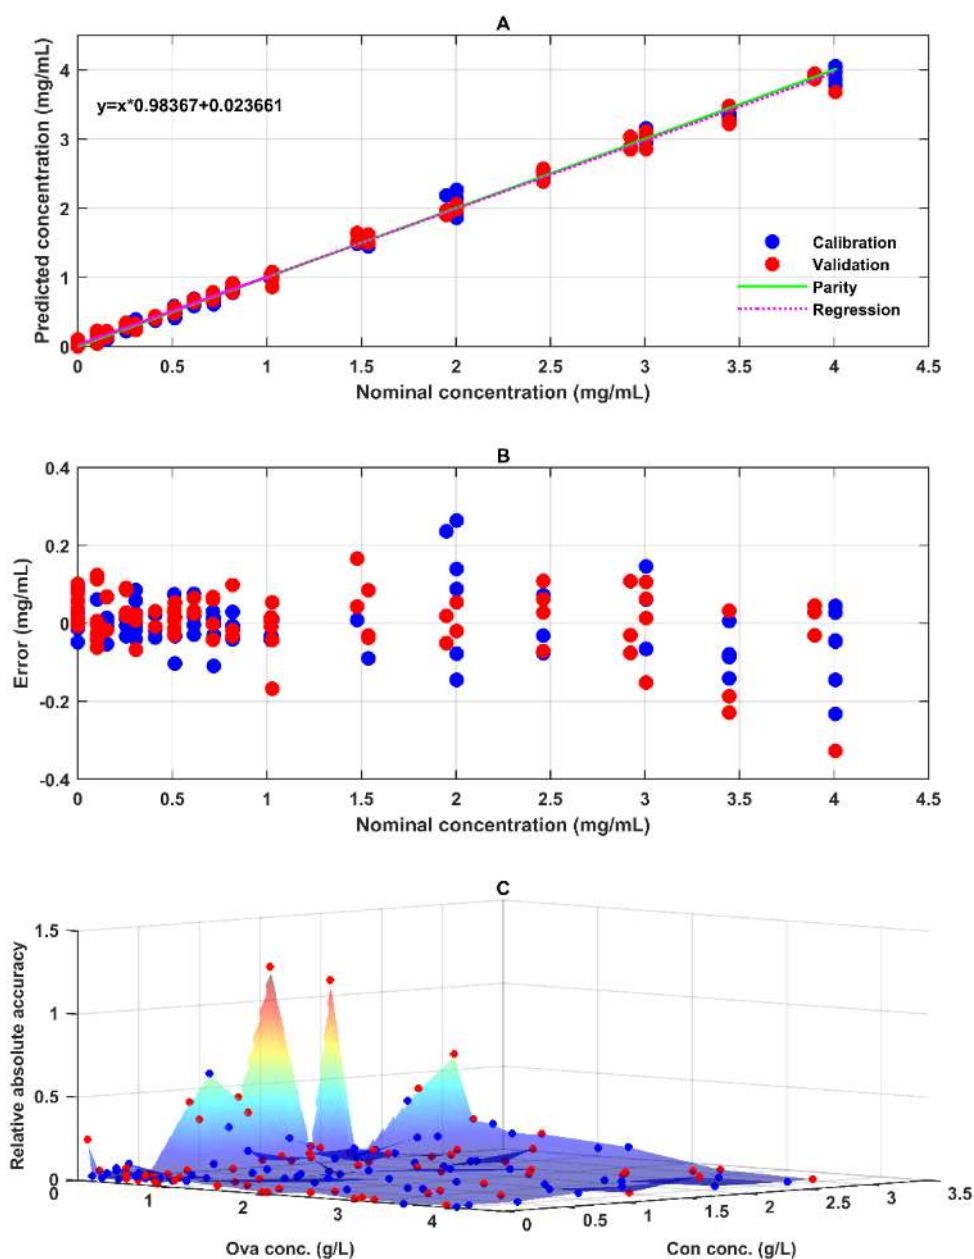 A
Predicted concentration (mg/mL)
4
3
2
1
0
y=x*0.98367+0.023661
Calibration
Validation
Parity
Regression
0 0.5 1 1.5 2 2.5 3 3.5 4 4.5
Nominal concentration (mg/mL)
B
Error (mg/mL)
0.4
0.2
0
-0.2
-0.4
0 0.5 1 1.5 2 2.5 3 3.5 4 4.5
Nominal concentration (mg/mL)
C
Relative absolute accuracy
1.5
1
0.5
0
0 1 2 3 4
Ova conc. (g/L)
0 0.5 1 1.5 2 2.5 3 3.5
Con conc. (g/L)